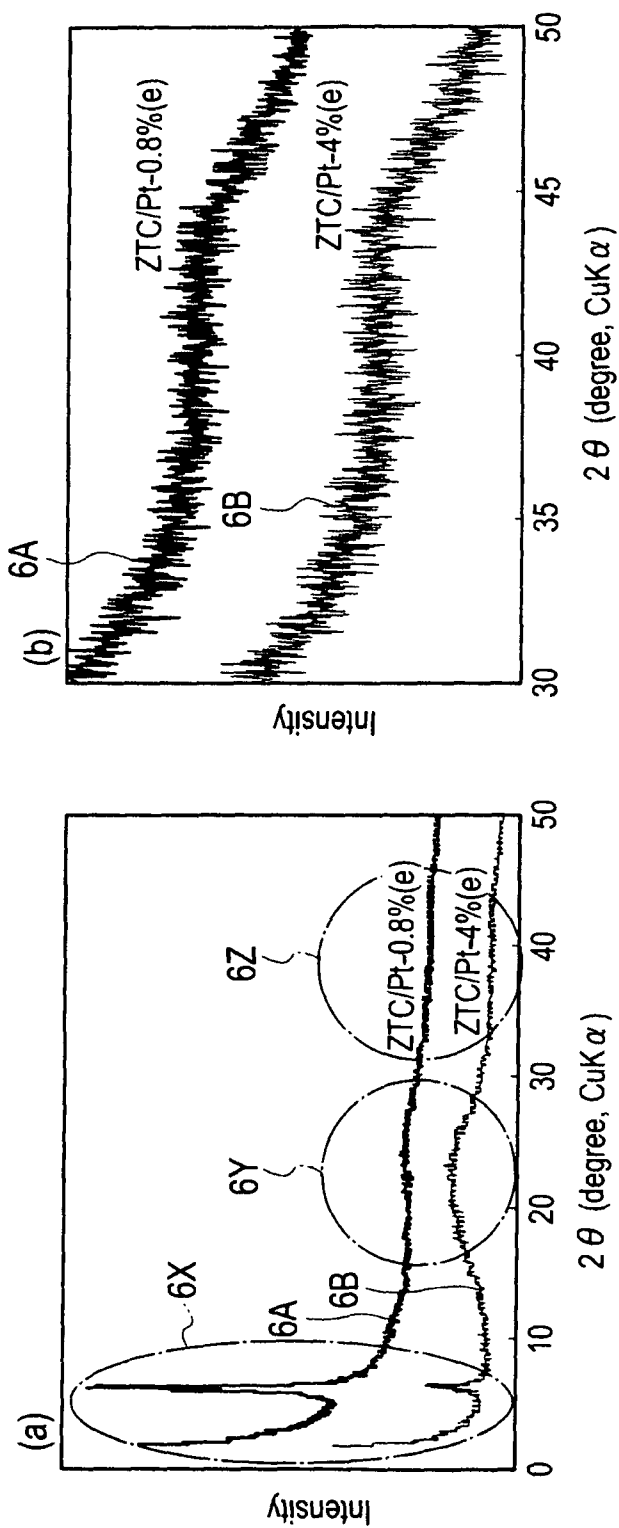 (a)
6X
6A
6B
6Y
6Z
ZTC/Pt-0.8%(e)
ZTC/Pt-4%(e)
Intensity
0
10
20
30
40
50
2θ (degree, CuKα)
(b)
6A
6B
ZTC/Pt-0.8%(e)
ZTC/Pt-4%(e)
Intensity
30
35
40
45
50
2θ (degree, CuKα)